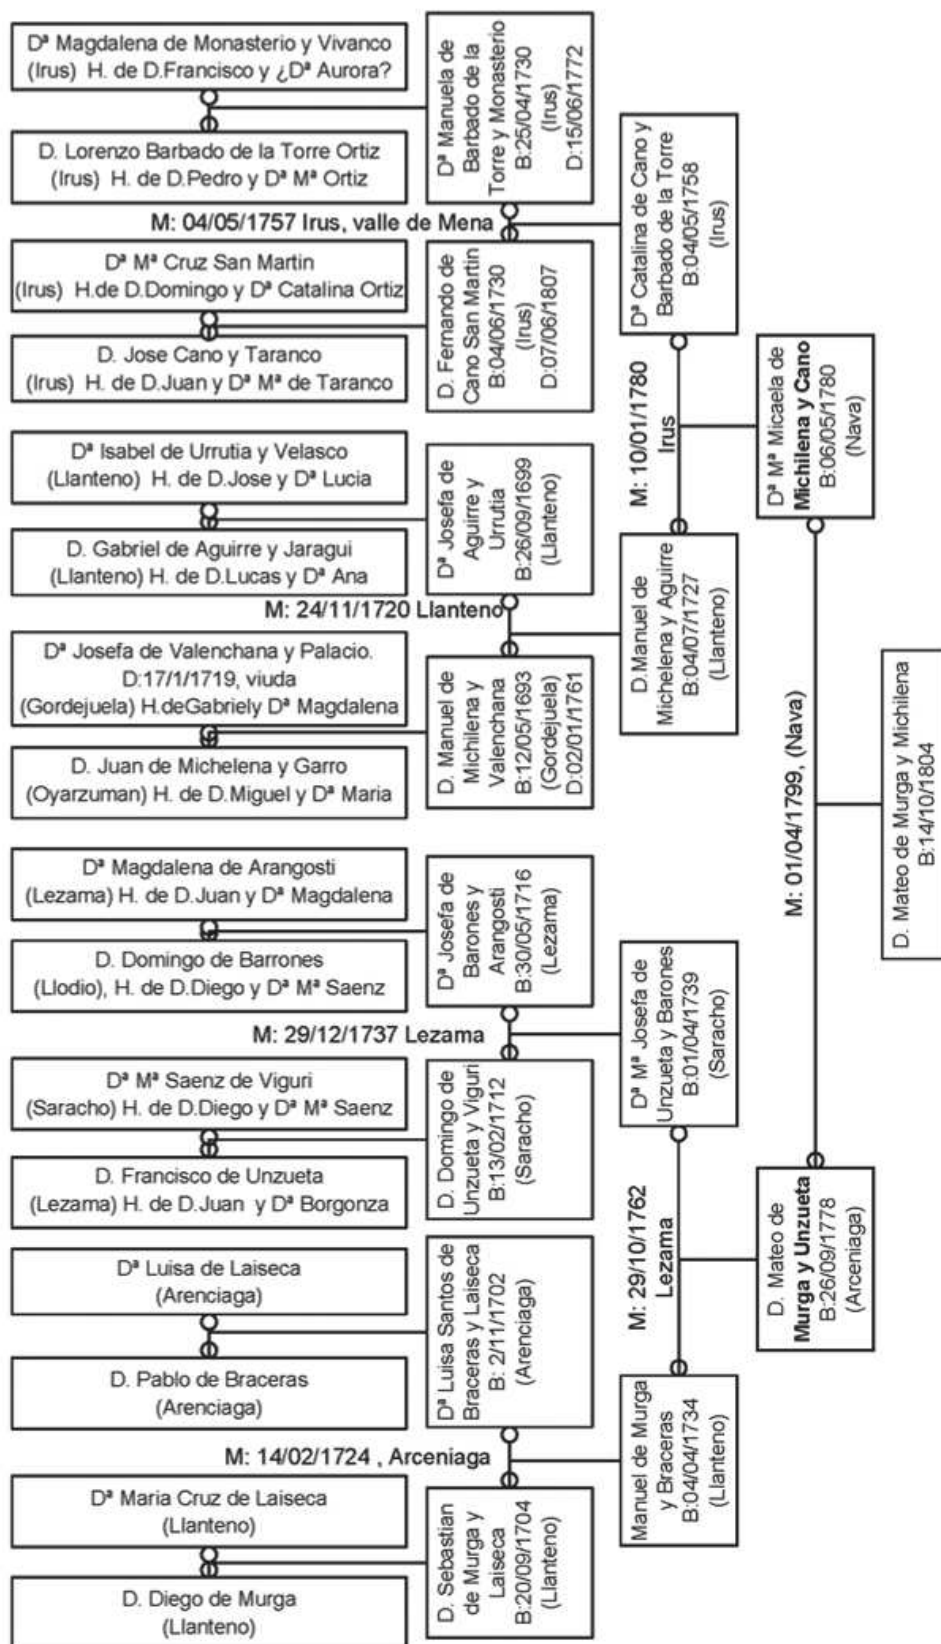 Dª Magdalena de Monasterio y Vivanco
(Irus) H. de D.Francisco y ¿Dª Aurora?
D. Lorenzo Barbado de la Torre Ortiz
(Irus) H. de D.Pedro y Dª Mª Ortiz
Dª Manuela de
Barbado de la
Torre y Monasterio
B:25/04/1730
(Irus)
D:15/06/1772
M: 04/05/1757 Irus, valle de Mena
Dª Mª Cruz San Martin
(Irus) H.de D.Domingo y Dª Catalina Ortiz
D. Jose Cano y Taranco
(Irus) H. de D.Juan y Dª Mª de Taranco
D. Fernando de
Cano San Martin
B:04/06/1730
(Irus)
D:07/06/1807
Dª Catalina de Cano y
Barbado de la Torre
B:04/05/1758
(Irus)
M: 10/01/1780
Irus
Dª Isabel de Urrutia y Velasco
(Llanteno) H. de D.Jose y Dª Lucia
D. Gabriel de Aguirre y Jaragui
(Llanteno) H. de D.Lucas y Dª Ana
Dª Josefa de
Aguirre y
Urrutia
B:26/09/1699
(Llanteno)
M: 24/11/1720 Llanteno
Dª Josefa de Valenchana y Palacio.
D:17/1/1719, viuda
(Gordejuela) H.deGabriely Dª Magdalena
D. Juan de Michelena y Garro
(Oyarzuman) H. de D.Miguel y Dª Maria
D. Manuel de
Michilena y
Valenchana
B:12/05/1693
(Gordejuela)
D:02/01/1761
D.Manuel de
Michelena y Aguirre
B:04/07/1727
(Llanteno)
Dª Mª Micaela de
Michilena y Cano
B:06/05/1780
(Nava)
M: 01/04/1799, (Nava)
D. Mateo de Murga y Michilena
B:14/10/1804
Dª Magdalena de Arangosti
(Lezama) H. de D.Juan y Dª Magdalena
D. Domingo de Barrones
(Llodio), H. de D.Diego y Dª Mª Saenz
Dª Josefa de
Barones y
Arangosti
B:30/05/1716
(Lezama)
M: 29/12/1737 Lezama
Dª Mª Saenz de Viguri
(Saracho) H. de D.Diego y Dª Mª Saenz
D. Francisco de Unzueta
(Lezama) H. de D.Juan y Dª Borgonza
D. Domingo de
Unzueta y Viguri
B:13/02/1712
(Saracho)
Dª Mª Josefa de
Unzueta y Barones
B:01/04/1739
(Saracho)
M: 29/10/1762
Lezama
D. Mateo de
Murga y Unzueta
B:26/09/1778
(Arceniaga)
Dª Luisa de Laiseca
(Arenciaga)
D. Pablo de Braceras
(Arenciaga)
Dª Luisa Santos de
Braceras y Laiseca
B: 2/11/1702
(Arenciaga)
M: 14/02/1724 , Arceniaga
Dª Maria Cruz de Laiseca
(Llanteno)
D. Diego de Murga
(Llanteno)
D. Sebastian
de Murga y
Laiseca
B:20/09/1704
(Llanteno)
Manuel de Murga
y Braceras
B:04/04/1734
(Llanteno)